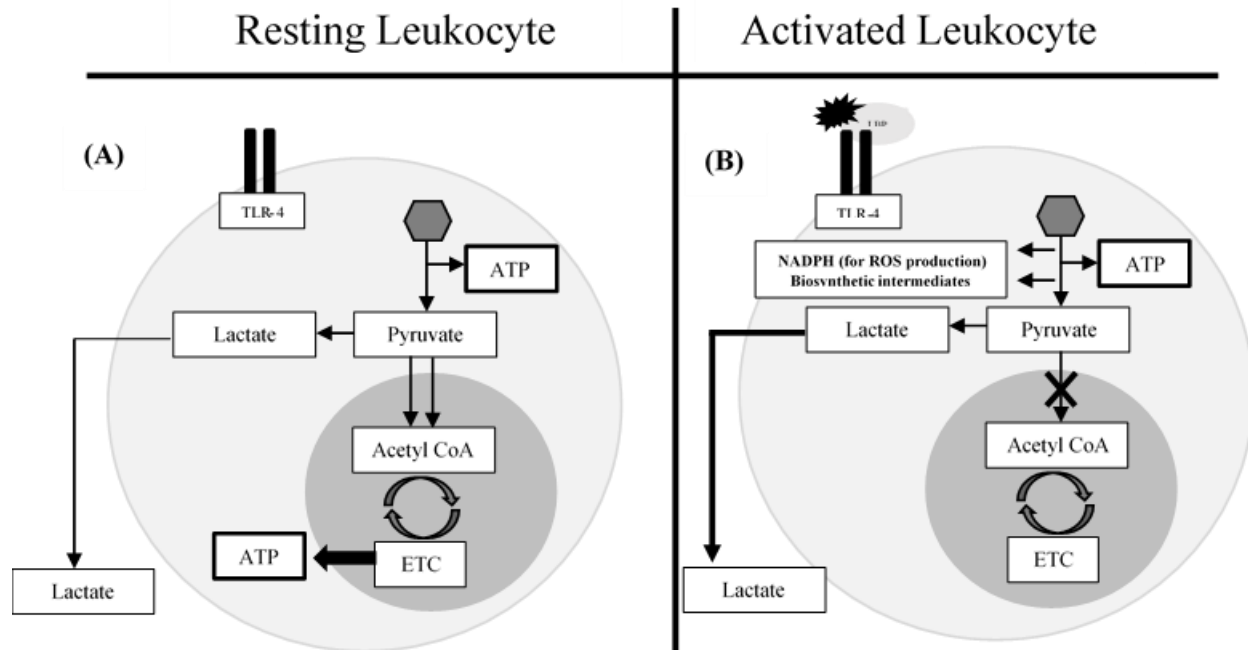 Resting Leukocyte
Activated Leukocyte
(A)
TLR-4
ATP
Lactate
Pyruvate
Acetyl CoA
ETC
ATP
Lactate
(B)
TLR-4
NADPH (for ROS production)
Biosynthetic intermediates
ATP
Lactate
Pyruvate
Acetyl CoA
ETC
Lactate